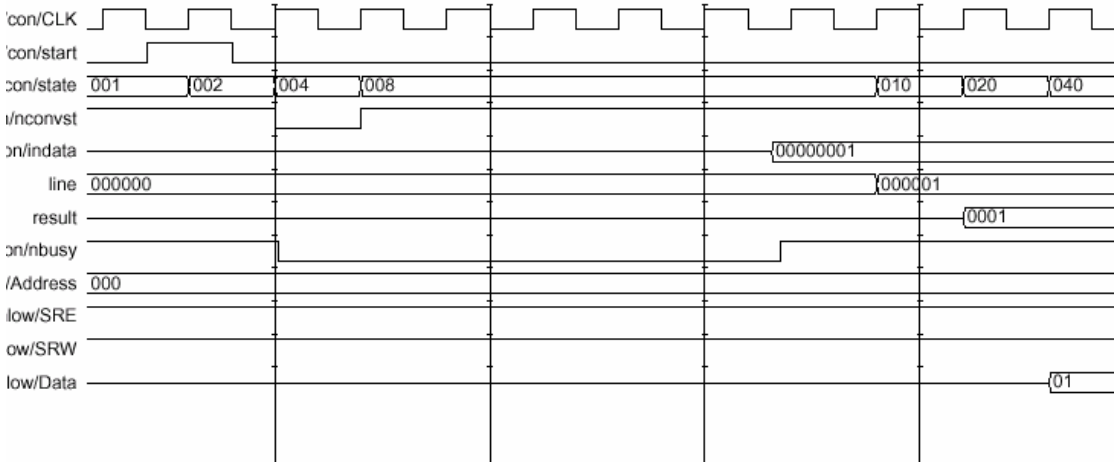 /con/CLK
/con/start
con/state 001 002 004 008 010 020 040
/nconvst
on/indata 00000001
line 000000 000001
result 0001
on/nbusy
/Address 000
low/SRE
ow/SRW
low/Data 01